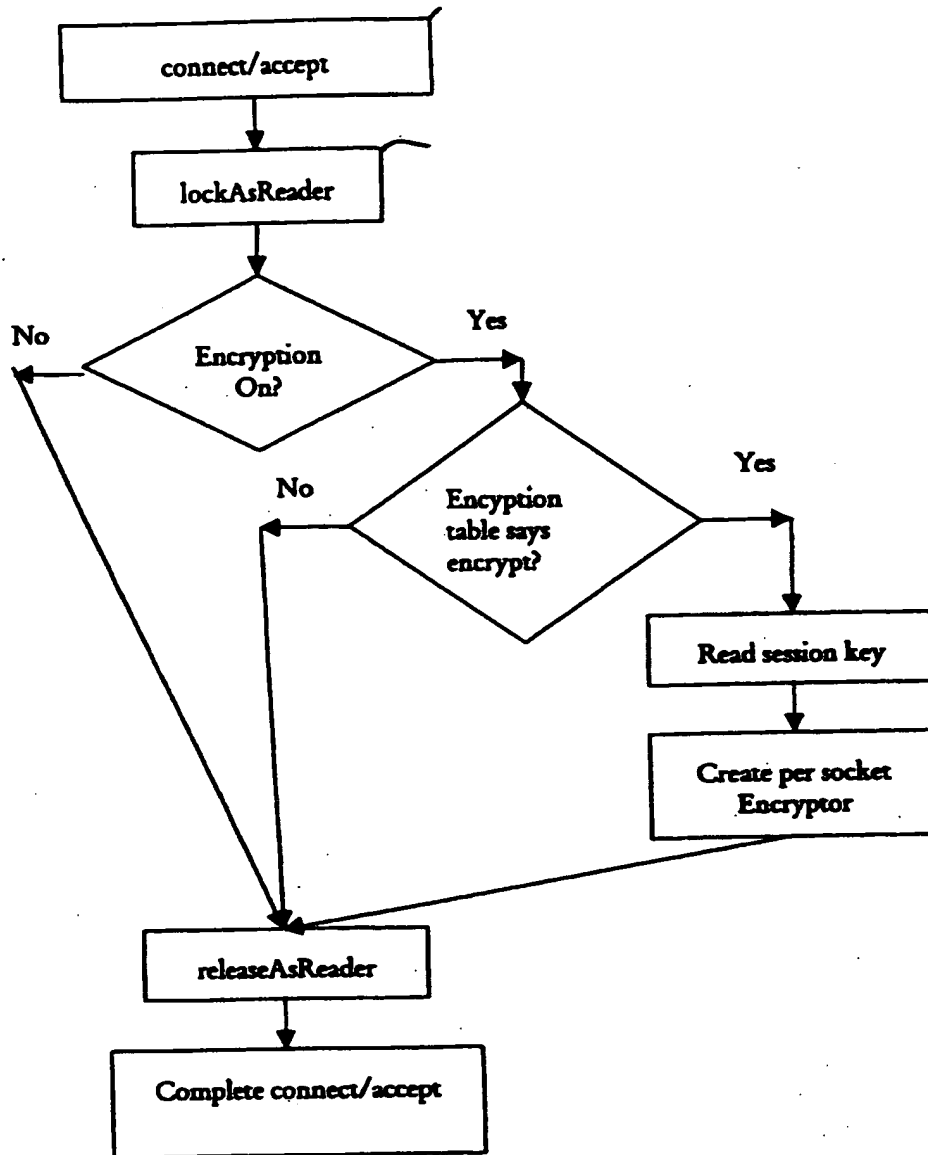 connect/accept
lockAsReader
No
Yes
Encryption
On?
No
Yes
Encyption
table says
encrypt?
Read session key
Create per socket
Encryptor
releaseAsReader
Complete connect/accept